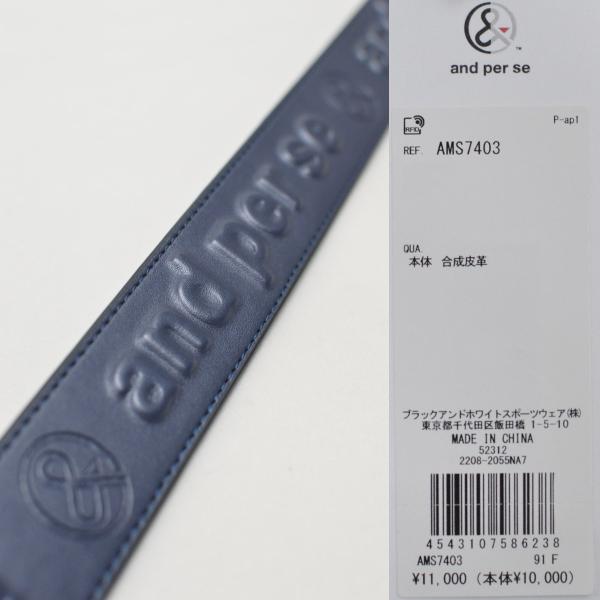 and per se & and
and per se
™
RFID
P-ap1
REF. AMS7403
QUA.
本体 合成皮革
ブラックアンドホワイトスポーツウェア(株)
東京都千代田区飯田橋 1-5-10
MADE IN CHINA
52312
2208-2055NA7
4543107586238
AMS7403 91 F
¥11,000 (本体¥10,000)